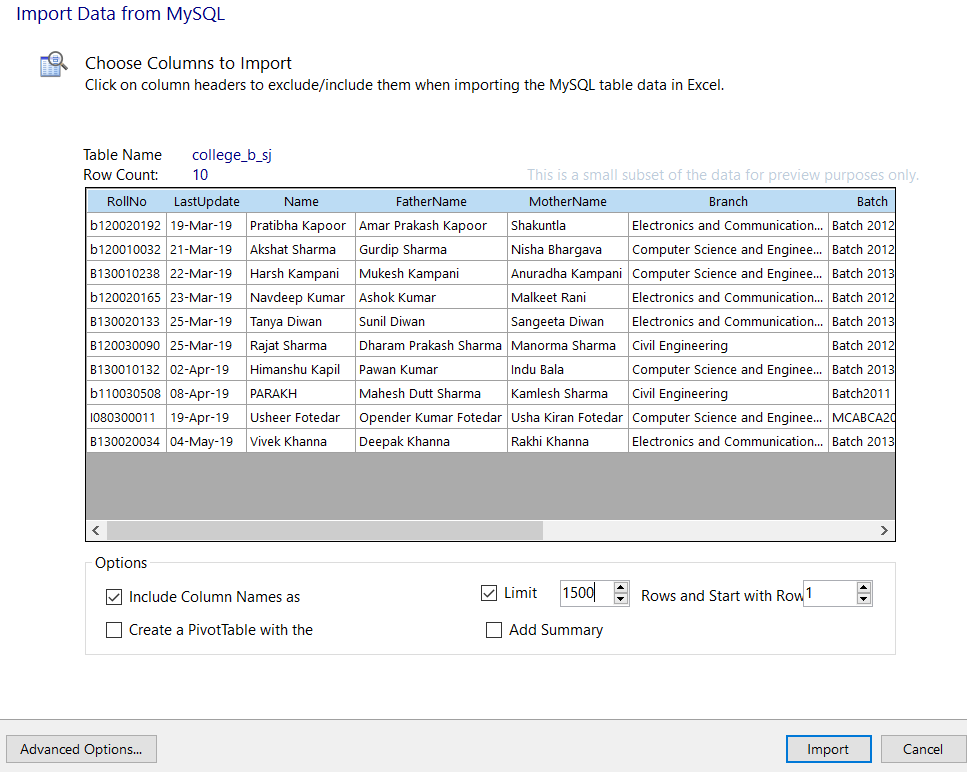 Import Data from MySQL
Choose Columns to Import
Click on column headers to exclude/include them when importing the MySQL table data in Excel.
Table Name college_b_sj
Row Count: 10 This is a small subset of the data for preview purposes only.
RollNo LastUpdate Name FatherName MotherName Branch Batch
b120020192 19-Mar-19 Pratibha Kapoor Amar Prakash Kapoor Shakuntla Electronics and Communication... Batch 2012
b120010032 21-Mar-19 Akshat Sharma Gurdip Sharma Nisha Bhargava Computer Science and Enginee... Batch 2012
B130010238 22-Mar-19 Harsh Kampani Mukesh Kampani Anuradha Kampani Computer Science and Enginee... Batch 2013
b120020165 23-Mar-19 Navdeep Kumar Ashok Kumar Malkeet Rani Electronics and Communication... Batch 2012
B130020133 25-Mar-19 Tanya Diwan Sunil Diwan Sangeeta Diwan Electronics and Communication... Batch 2013
B120030090 25-Mar-19 Rajat Sharma Dharam Prakash Sharma Manorma Sharma Civil Engineering Batch 2012
B130010132 02-Apr-19 Himanshu Kapil Pawan Kumar Indu Bala Computer Science and Enginee... Batch 2013
b110030508 08-Apr-19 PARAKH Mahesh Dutt Sharma Kamlesh Sharma Civil Engineering Batch2011
I080300011 19-Apr-19 Usheer Fotedar Opender Kumar Fotedar Usha Kiran Fotedar Computer Science and Enginee... MCABCA20
B130020034 04-May-19 Vivek Khanna Deepak Khanna Rakhi Khanna Electronics and Communication... Batch 2013
Options
Include Column Names as Limit 1500 Rows and Start with Row 1
Create a PivotTable with the Add Summary
Advanced Options... Import Cancel